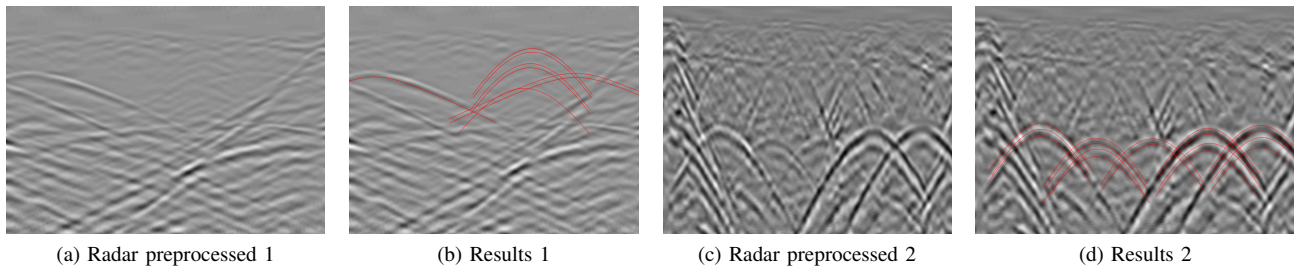 (a) Radar preprocessed 1
(b) Results 1
(c) Radar preprocessed 2
(d) Results 2